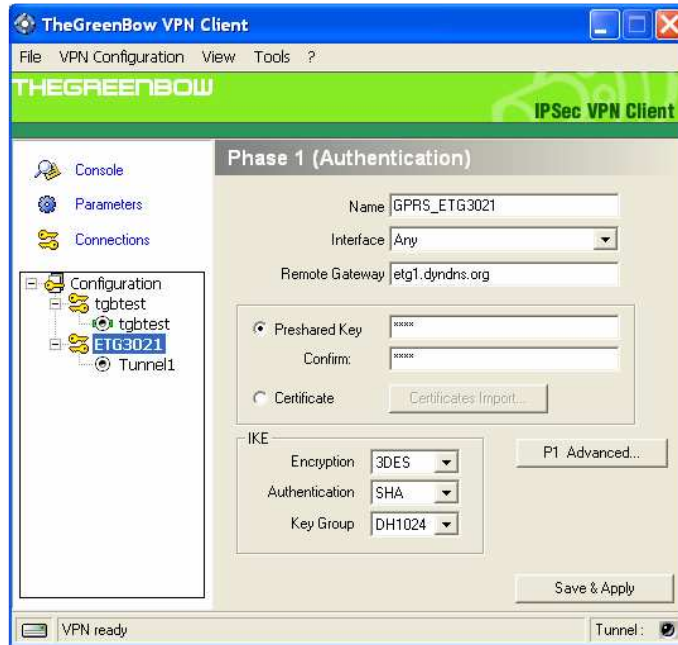 TheGreenBow VPN Client
File VPN Configuration View Tools ?
THEGREENBOW
IPSec VPN Client
Console
Parameters
Connections
Configuration
tgbtest
tgbtest
ETG3021
Tunnel1
Phase 1 (Authentication)
Name GPRS_ETG3021
Interface Any
Remote Gateway etg1.dyndns.org
Preshared Key ****
Confirm: ****
Certificate Certificates Import...
IKE
Encryption 3DES
Authentication SHA
Key Group DH1024
P1 Advanced...
Save & Apply
VPN ready Tunnel: